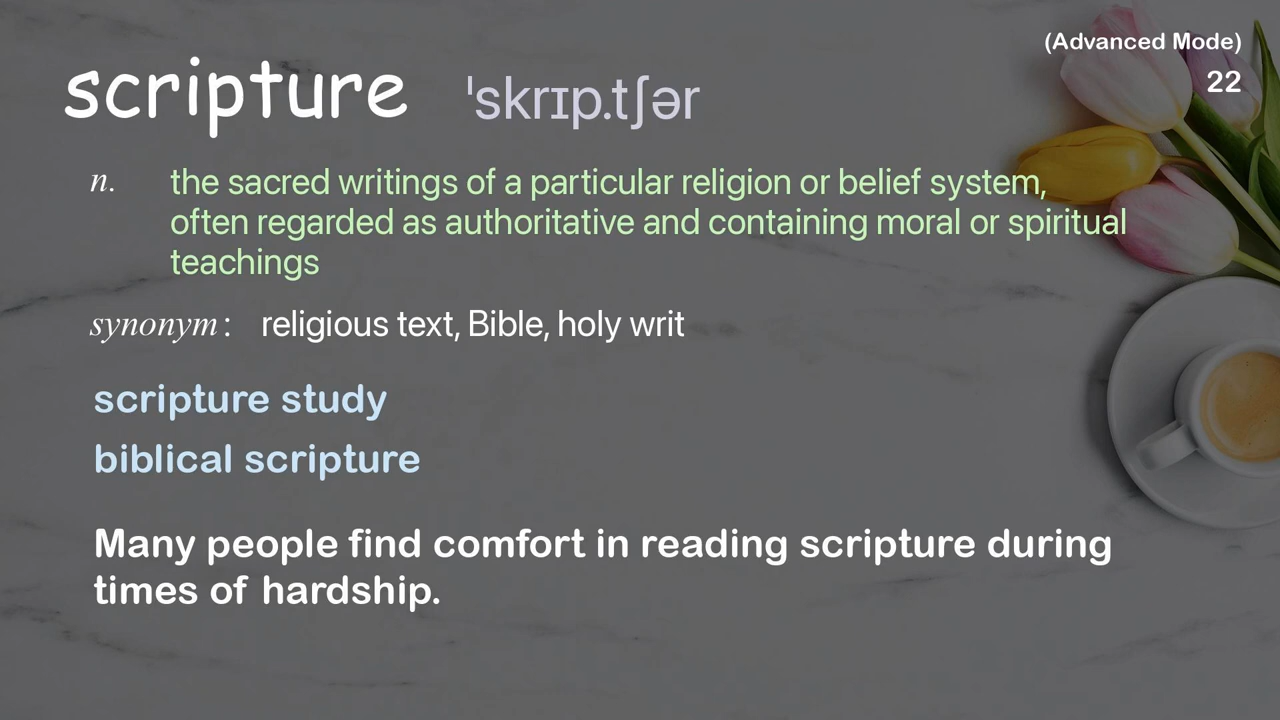 (Advanced Mode)
22
scripture ˈskrɪp.tʃər
n. the sacred writings of a particular religion or belief system,
often regarded as authoritative and containing moral or spiritual
teachings
synonym: religious text, Bible, holy writ
scripture study
biblical scripture
Many people find comfort in reading scripture during
times of hardship.